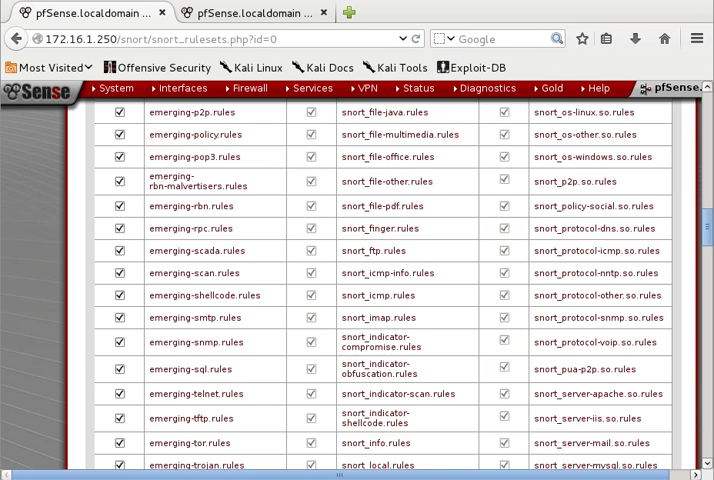 pfSense.localdomain ...
pfSense.localdomain ...
172.16.1.250/snort/snort_rulesets.php?id=0
Google
Most Visited
Offensive Security
Kali Linux
Kali Docs
Kali Tools
Exploit-DB
Sense
System
Interfaces
Firewall
Services
VPN
Status
Diagnostics
Gold
Help
pfSense.
emerging-p2p.rules
snort_file-java.rules
snort_os-linux.so.rules
emerging-policy.rules
snort_file-multimedia.rules
snort_os-other.so.rules
emerging-pop3.rules
snort_file-office.rules
snort_os-windows.so.rules
emerging-
rbn-malvertisers.rules
snort_file-other.rules
snort_p2p.so.rules
emerging-rbn.rules
snort_file-pdf.rules
snort_policy-social.so.rules
emerging-rpc.rules
snort_finger.rules
snort_protocol-dns.so.rules
emerging-scada.rules
snort_ftp.rules
snort_protocol-icmp.so.rules
emerging-scan.rules
snort_icmp-info.rules
snort_protocol-nntp.so.rules
emerging-shellcode.rules
snort_icmp.rules
snort_protocol-other.so.rules
emerging-smtp.rules
snort_imap.rules
snort_protocol-snmp.so.rules
emerging-snmp.rules
snort_indicator-
compromise.rules
snort_protocol-voip.so.rules
emerging-sql.rules
snort_indicator-
obfuscation.rules
snort_pua-p2p.so.rules
emerging-telnet.rules
snort_indicator-scan.rules
snort_server-apache.so.rules
emerging-tftp.rules
snort_indicator-
shellcode.rules
snort_server-iis.so.rules
emerging-tor.rules
snort_info.rules
snort_server-mail.so.rules
emerging-trojan.rules
snort_local.rules
snort_server-mysql.so.rules